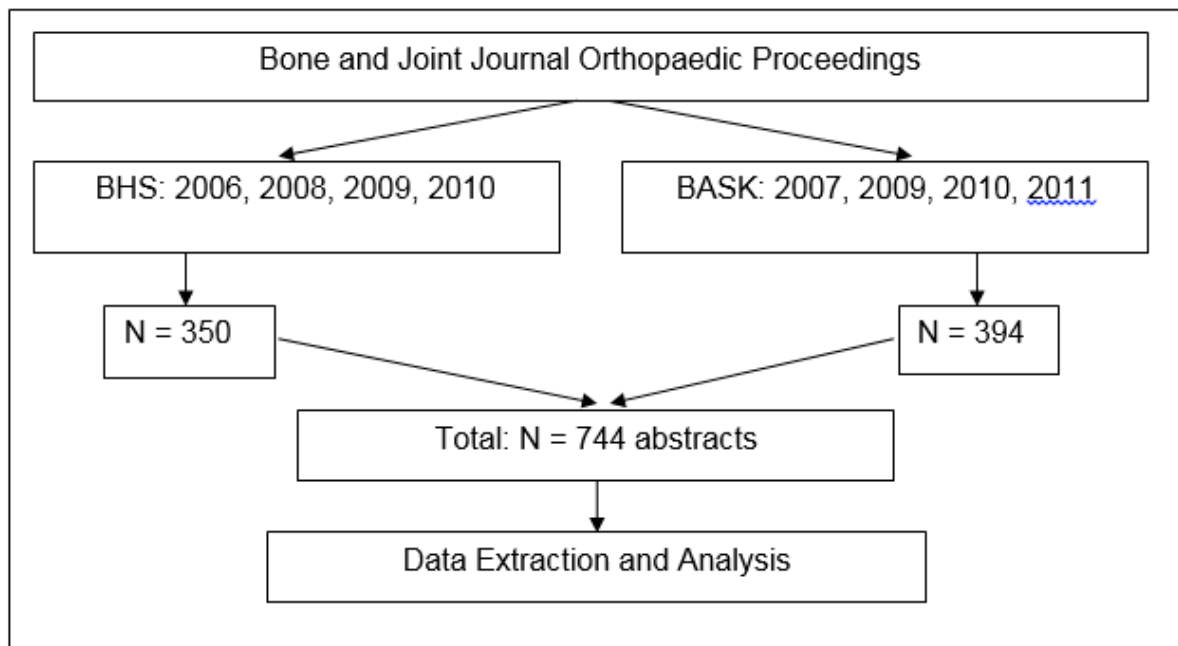 Bone and Joint Journal Orthopaedic Proceedings
BHS: 2006, 2008, 2009, 2010
BASK: 2007, 2009, 2010, 2011
N = 350
N = 394
Total: N = 744 abstracts
Data Extraction and Analysis